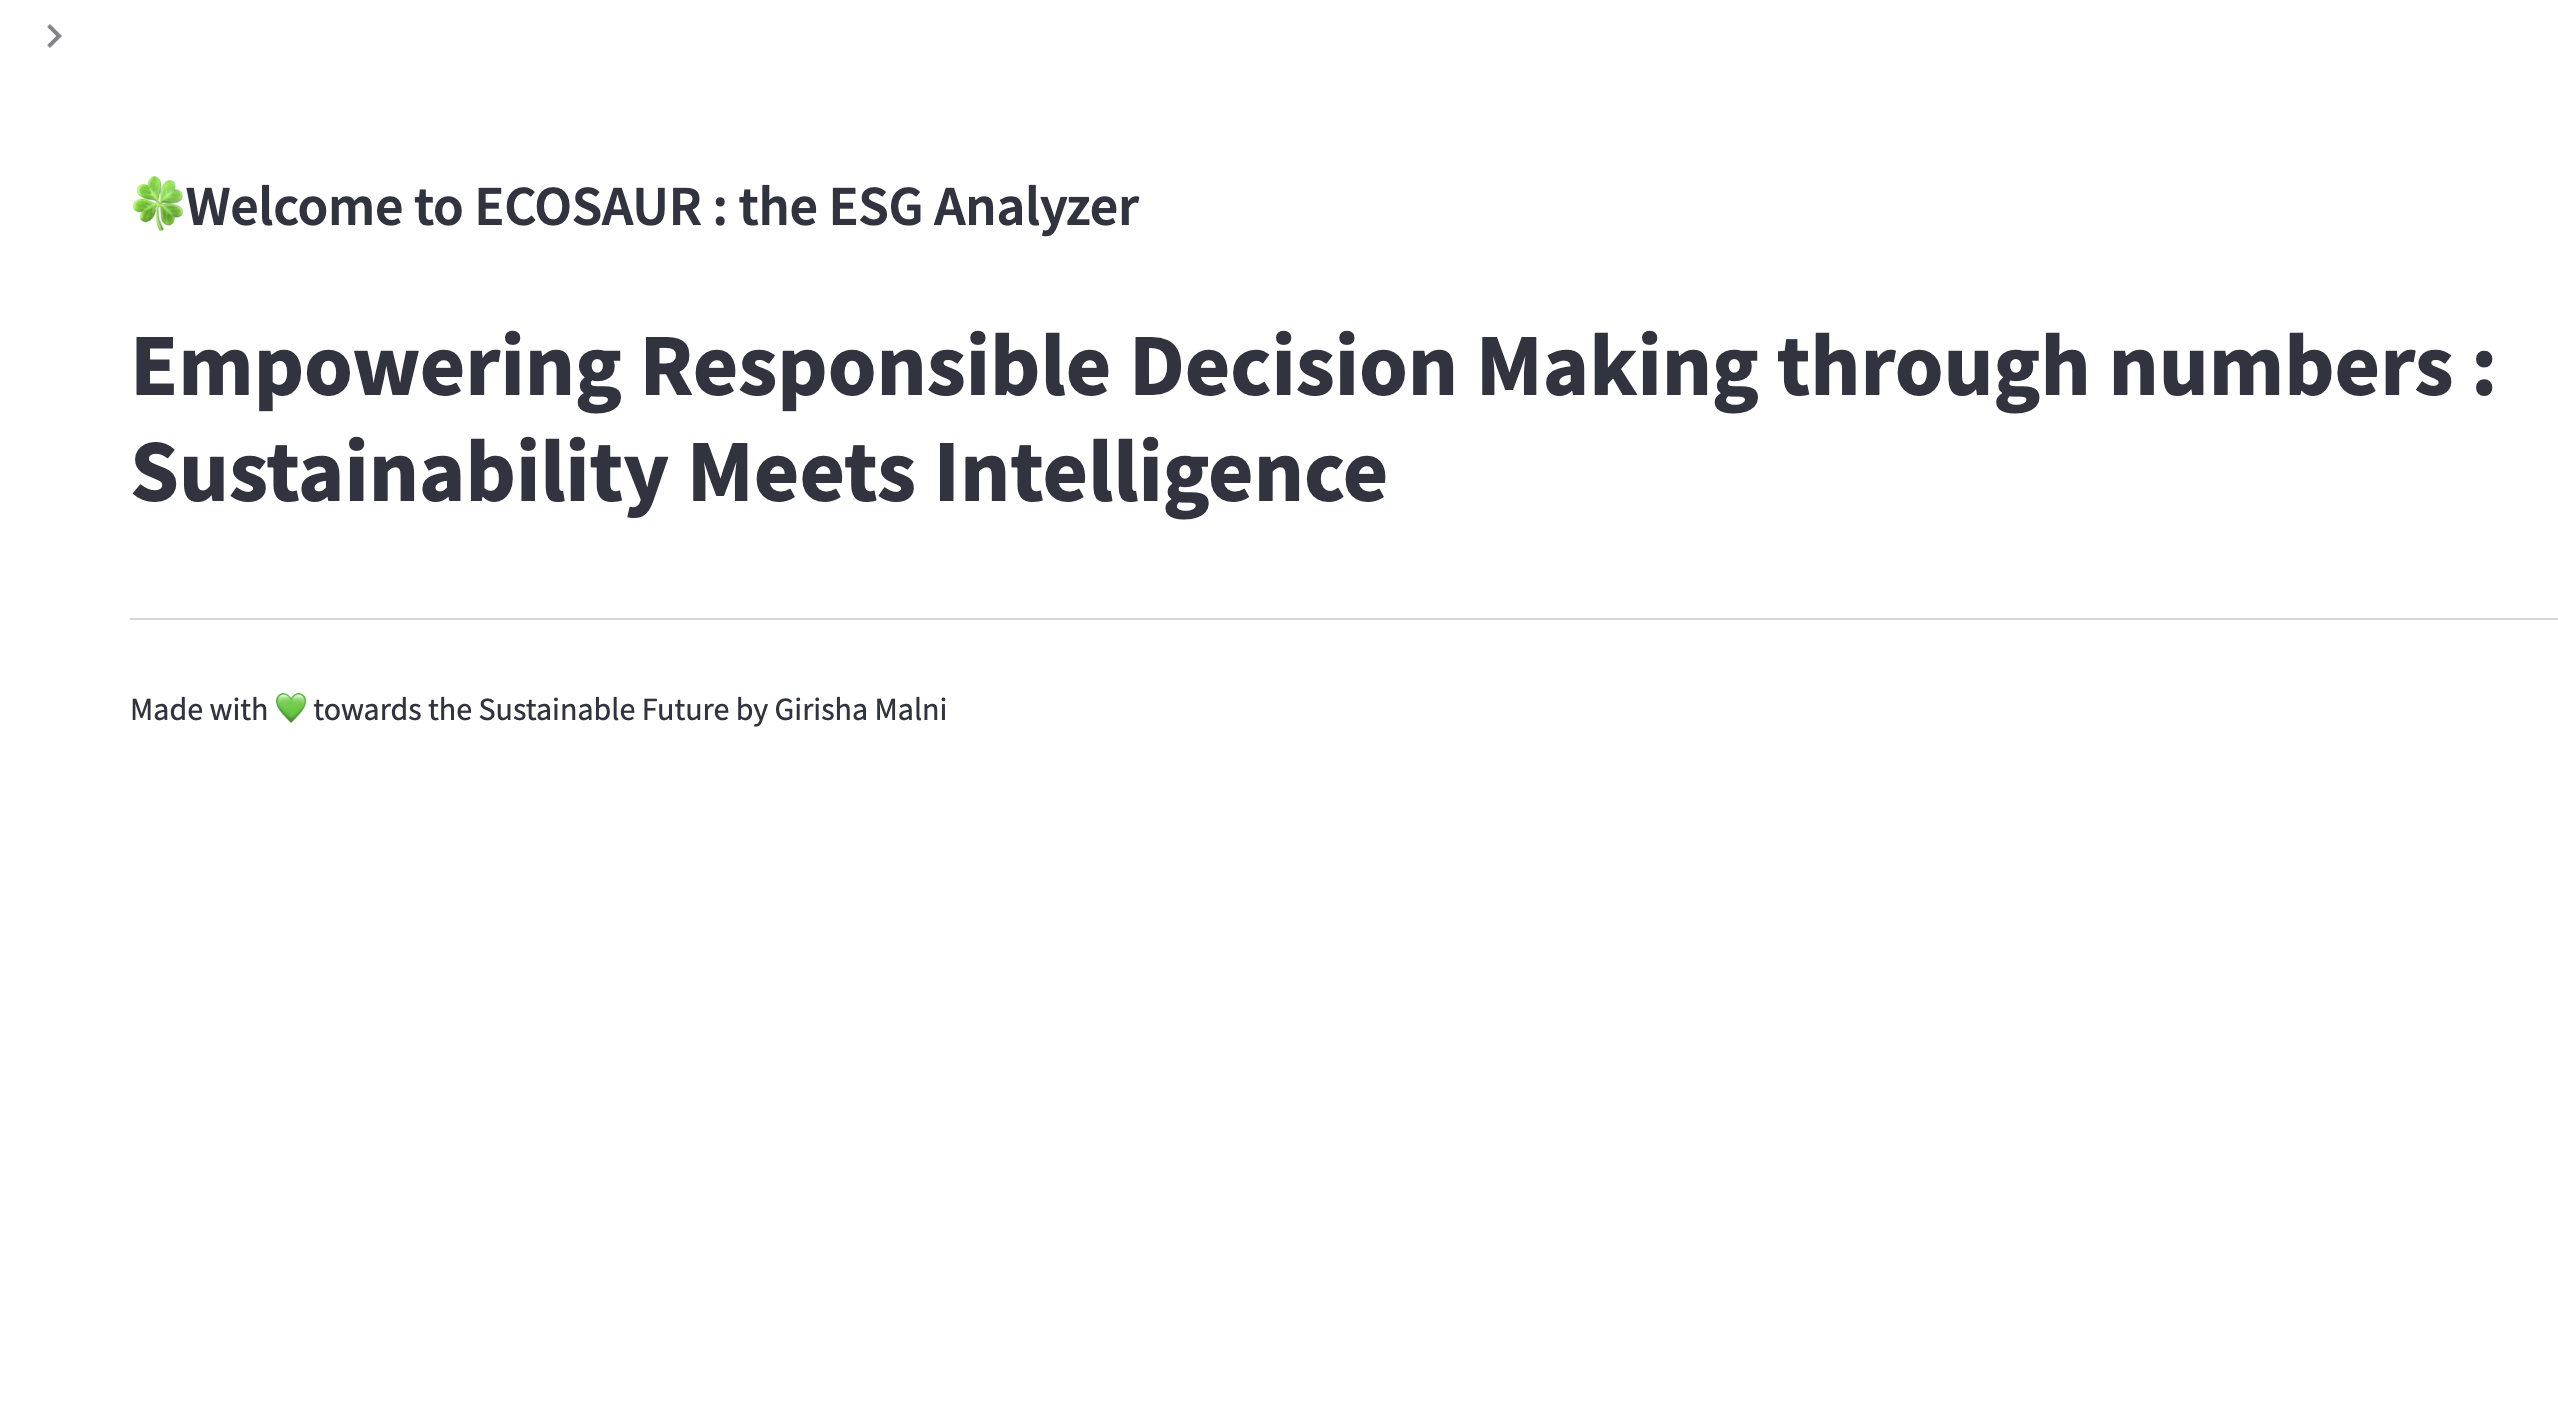 🍀Welcome to ECOSAUR : the ESG Analyzer
Empowering Responsible Decision Making through numbers :
Sustainability Meets Intelligence
Made with 💚 towards the Sustainable Future by Girisha Malni